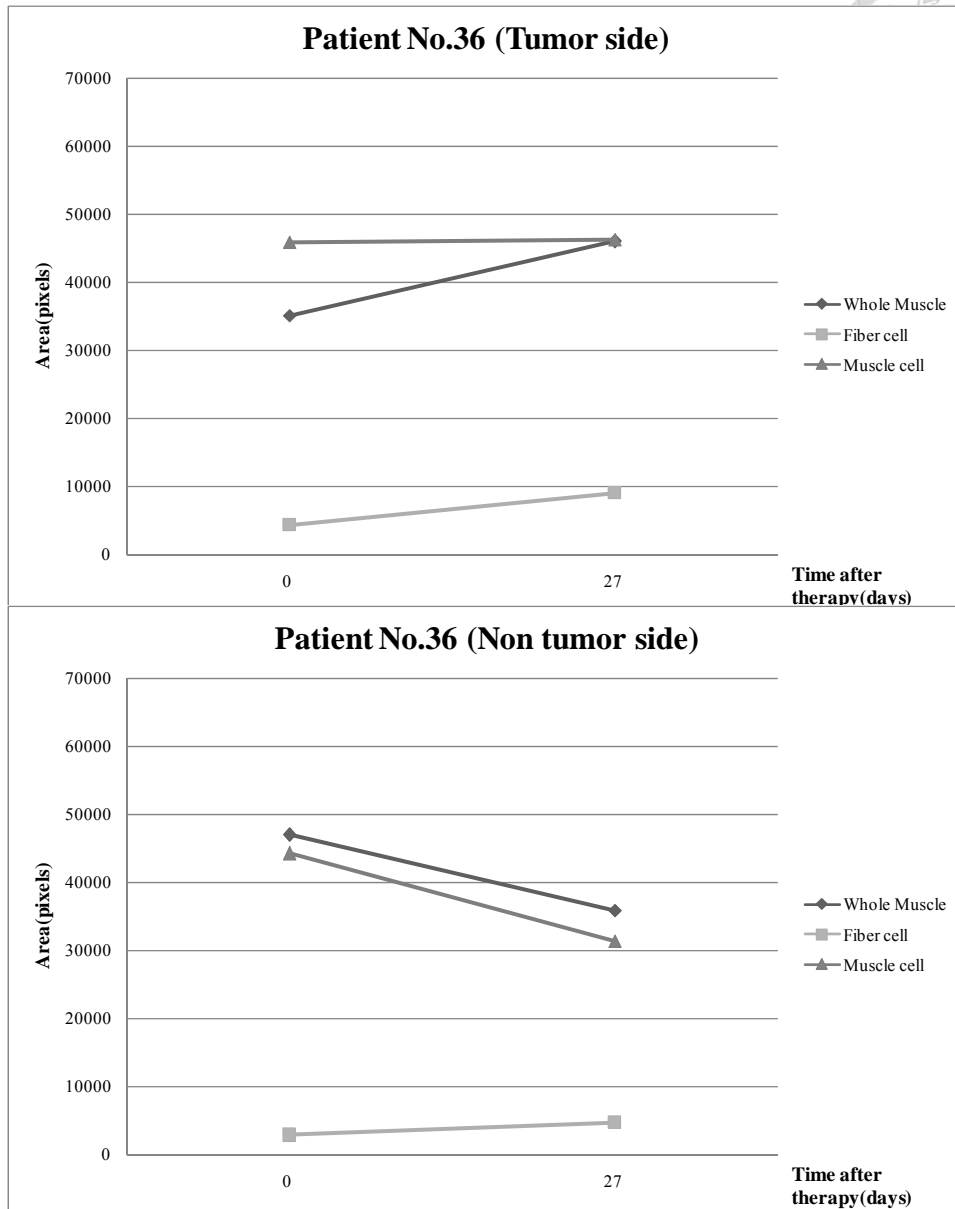 Patient No.36 (Tumor side)
70000
60000
50000
40000
30000
20000
10000
0
Area(pixels)
0 27
Time after
therapy(days)
Whole Muscle
Fiber cell
Muscle cell
Patient No.36 (Non tumor side)
70000
60000
50000
40000
30000
20000
10000
0
Area(pixels)
0 27
Time after
therapy(days)
Whole Muscle
Fiber cell
Muscle cell